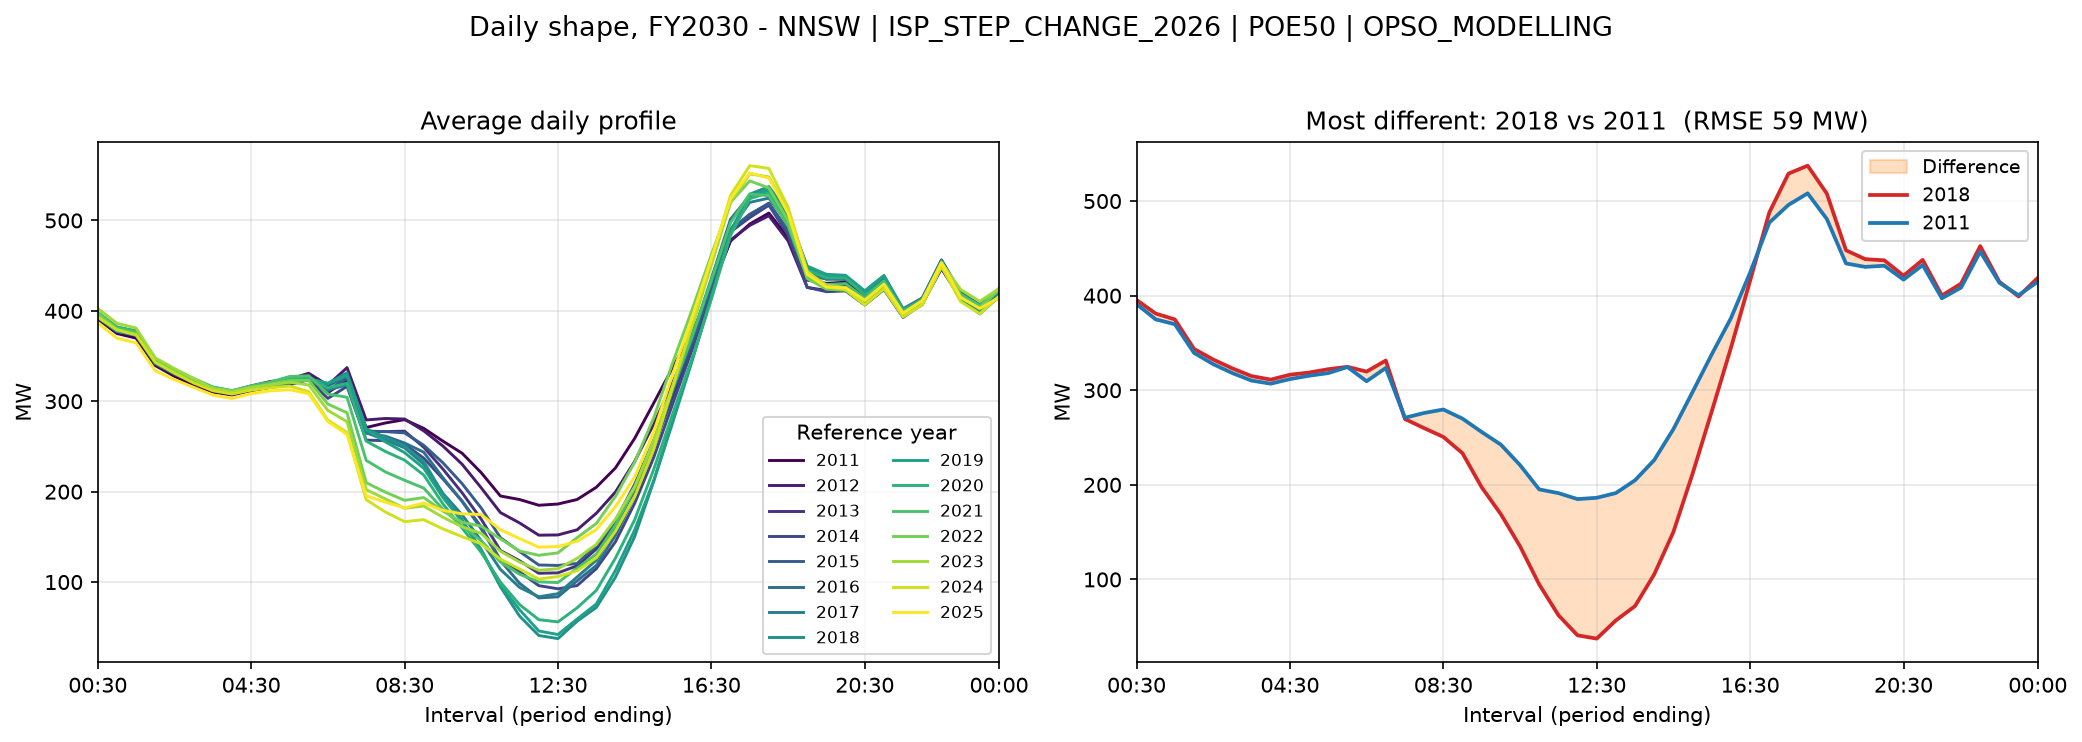 Daily shape, FY2030 - NNSW | ISP_STEP_CHANGE_2026 | POE50 | OPSO_MODELLING
Average daily profile
MW
500
400
300
200
100
00:30 04:30 08:30 12:30 16:30 20:30 00:00
Interval (period ending)
Reference year
2011
2012
2013
2014
2015
2016
2017
2018
2019
2020
2021
2022
2023
2024
2025
Most different: 2018 vs 2011 (RMSE 59 MW)
MW
500
400
300
200
100
00:30 04:30 08:30 12:30 16:30 20:30 00:00
Interval (period ending)
Difference
2018
2011